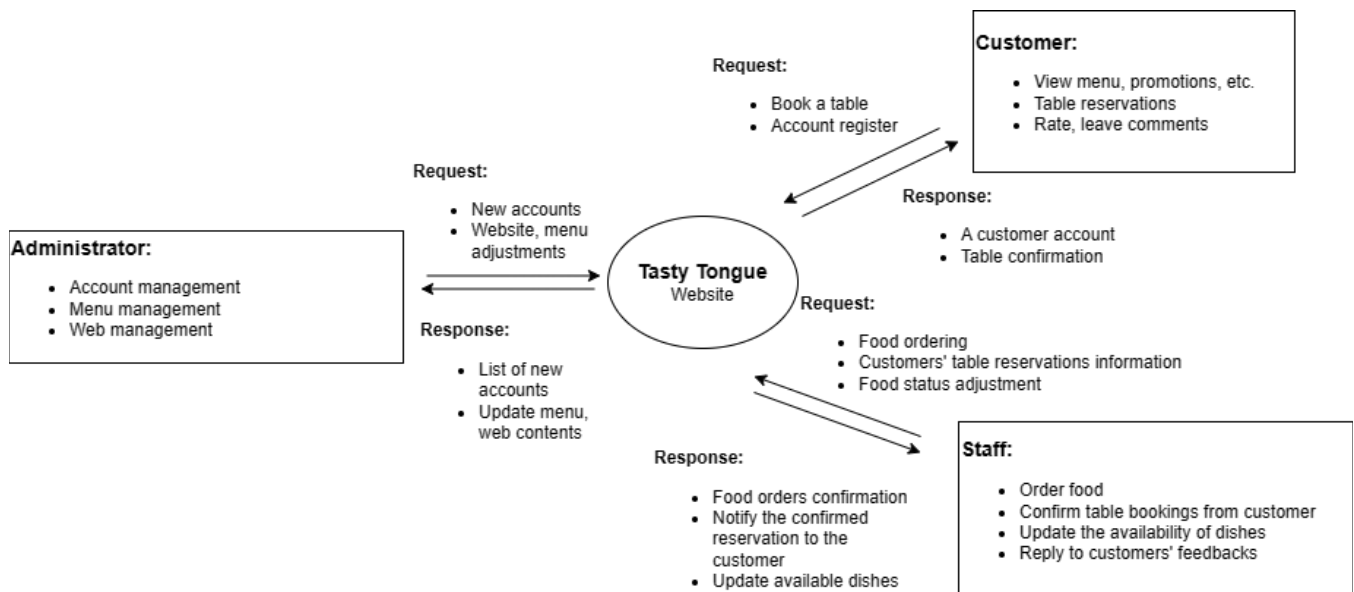 Customer:
• View menu, promotions, etc.
• Table reservations
• Rate, leave comments
Request:
• Book a table
• Account register
Response:
• A customer account
• Table confirmation
Request:
• New accounts
• Website, menu
adjustments
Administrator:
• Account management
• Menu management
• Web management
Tasty Tongue
Website
Response:
• List of new
accounts
• Update menu,
web contents
Request:
• Food ordering
• Customers' table reservations information
• Food status adjustment
Response:
• Food orders confirmation
• Notify the confirmed
reservation to the
customer
• Update available dishes
Staff:
• Order food
• Confirm table bookings from customer
• Update the availability of dishes
• Reply to customers' feedbacks